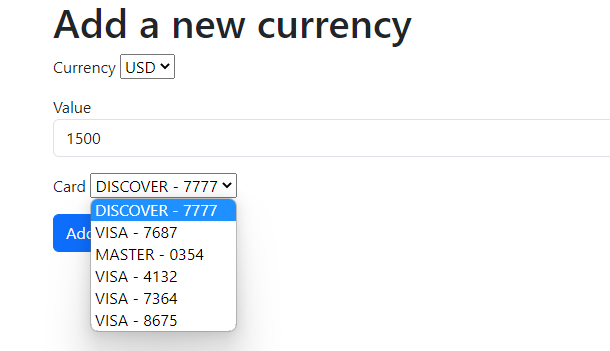 Add a new currency
Currency USD
Value
1500
Card DISCOVER - 7777
DISCOVER - 7777
Add
VISA - 7687
MASTER - 0354
VISA - 4132
VISA - 7364
VISA - 8675